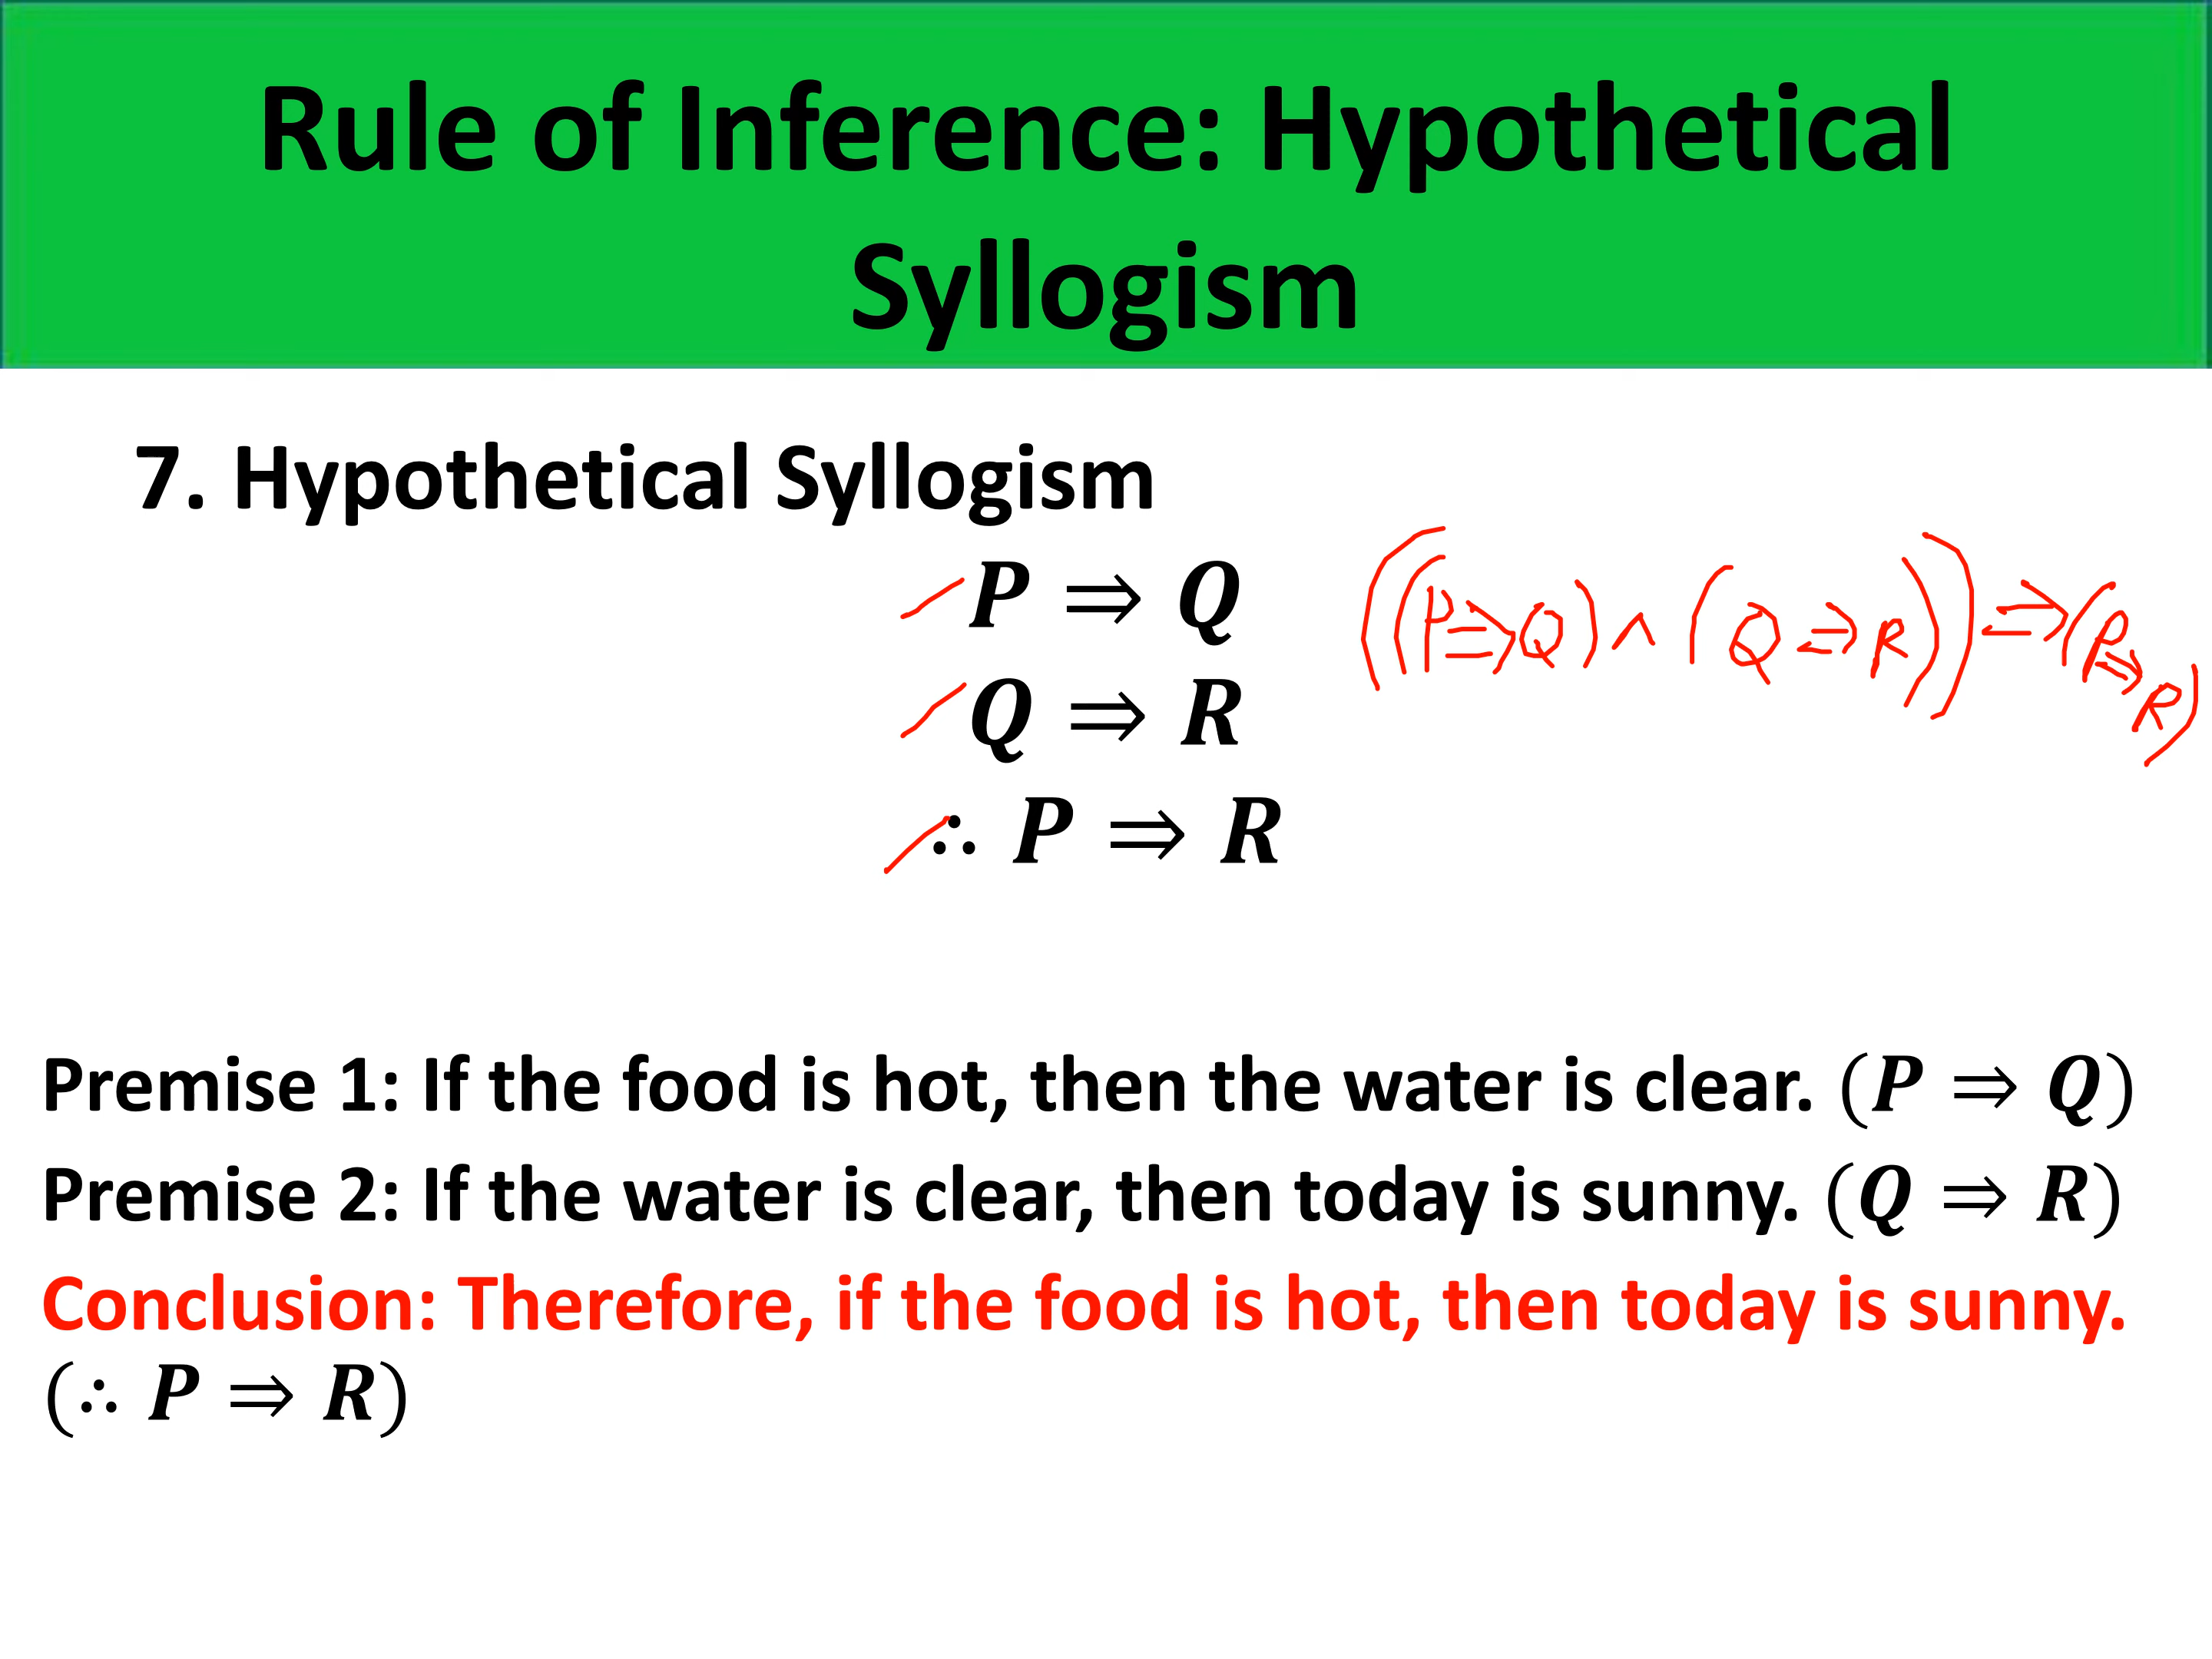 Rule of Inference: Hypothetical
Syllogism
7. Hypothetical Syllogism
P ⇒ Q
((P⇒Q) ∧ (Q⇒R)) ⇒ (P⇒R)
Q ⇒ R
∴ P ⇒ R
Premise 1: If the food is hot, then the water is clear. (P ⇒ Q)
Premise 2: If the water is clear, then today is sunny. (Q ⇒ R)
Conclusion: Therefore, if the food is hot, then today is sunny.
(∴ P ⇒ R)